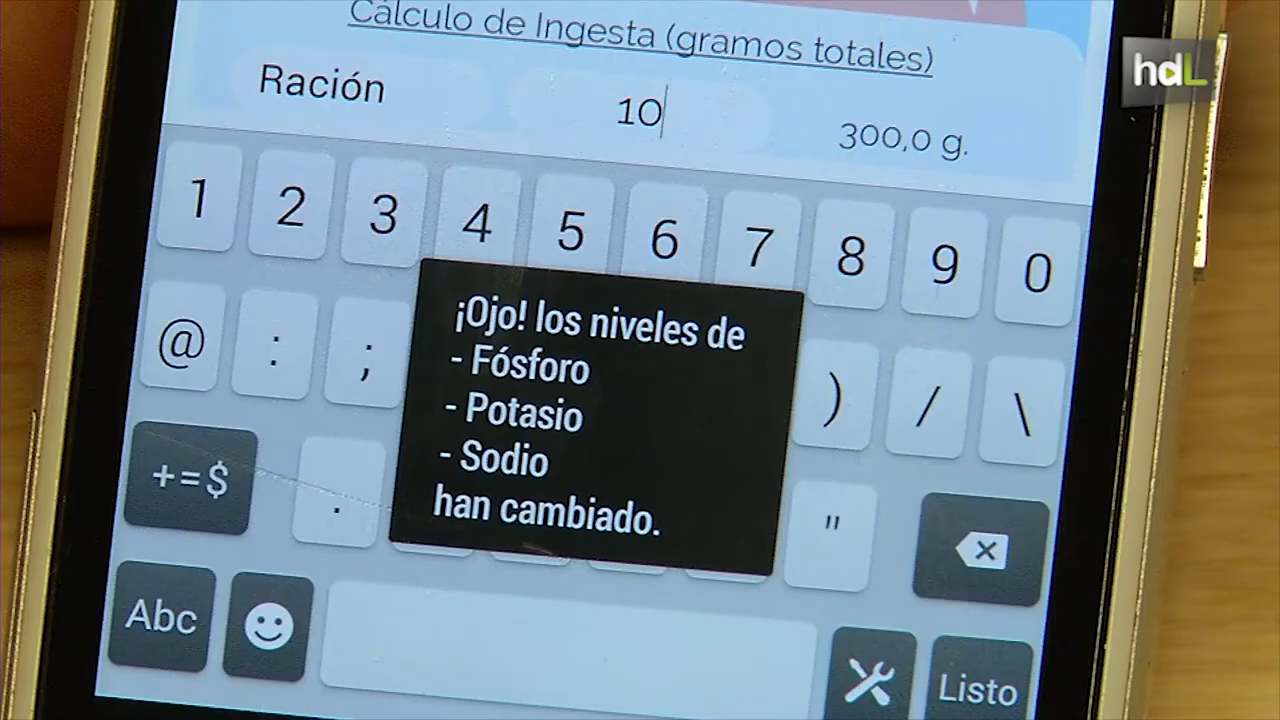 Cálculo de Ingesta (gramos totales)
hdL
Ración 10 300,0 g.
1 2 3 4 5 6 7 8 9 0
¡Ojo! los niveles de
- Fósforo
- Potasio
- Sodio
han cambiado.
@ : ; ) / \
+=$ . "
Abc Listo